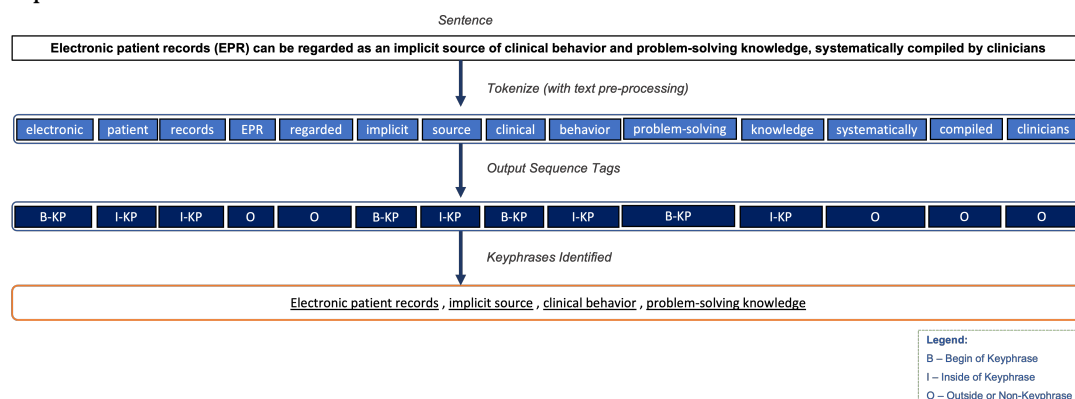 Sentence
Electronic patient records (EPR) can be regarded as an implicit source of clinical behavior and problem-solving knowledge, systematically compiled by clinicians
Tokenize (with text pre-processing)
electronic patient records EPR regarded implicit source clinical behavior problem-solving knowledge systematically compiled clinicians
Output Sequence Tags
B-KP I-KP I-KP O O B-KP I-KP B-KP I-KP B-KP I-KP O O O
Keyphrases Identified
Electronic patient records , implicit source , clinical behavior , problem-solving knowledge
Legend:
B – Begin of Keyphrase
I – Inside of Keyphrase
O – Outside or Non-Keyphrase